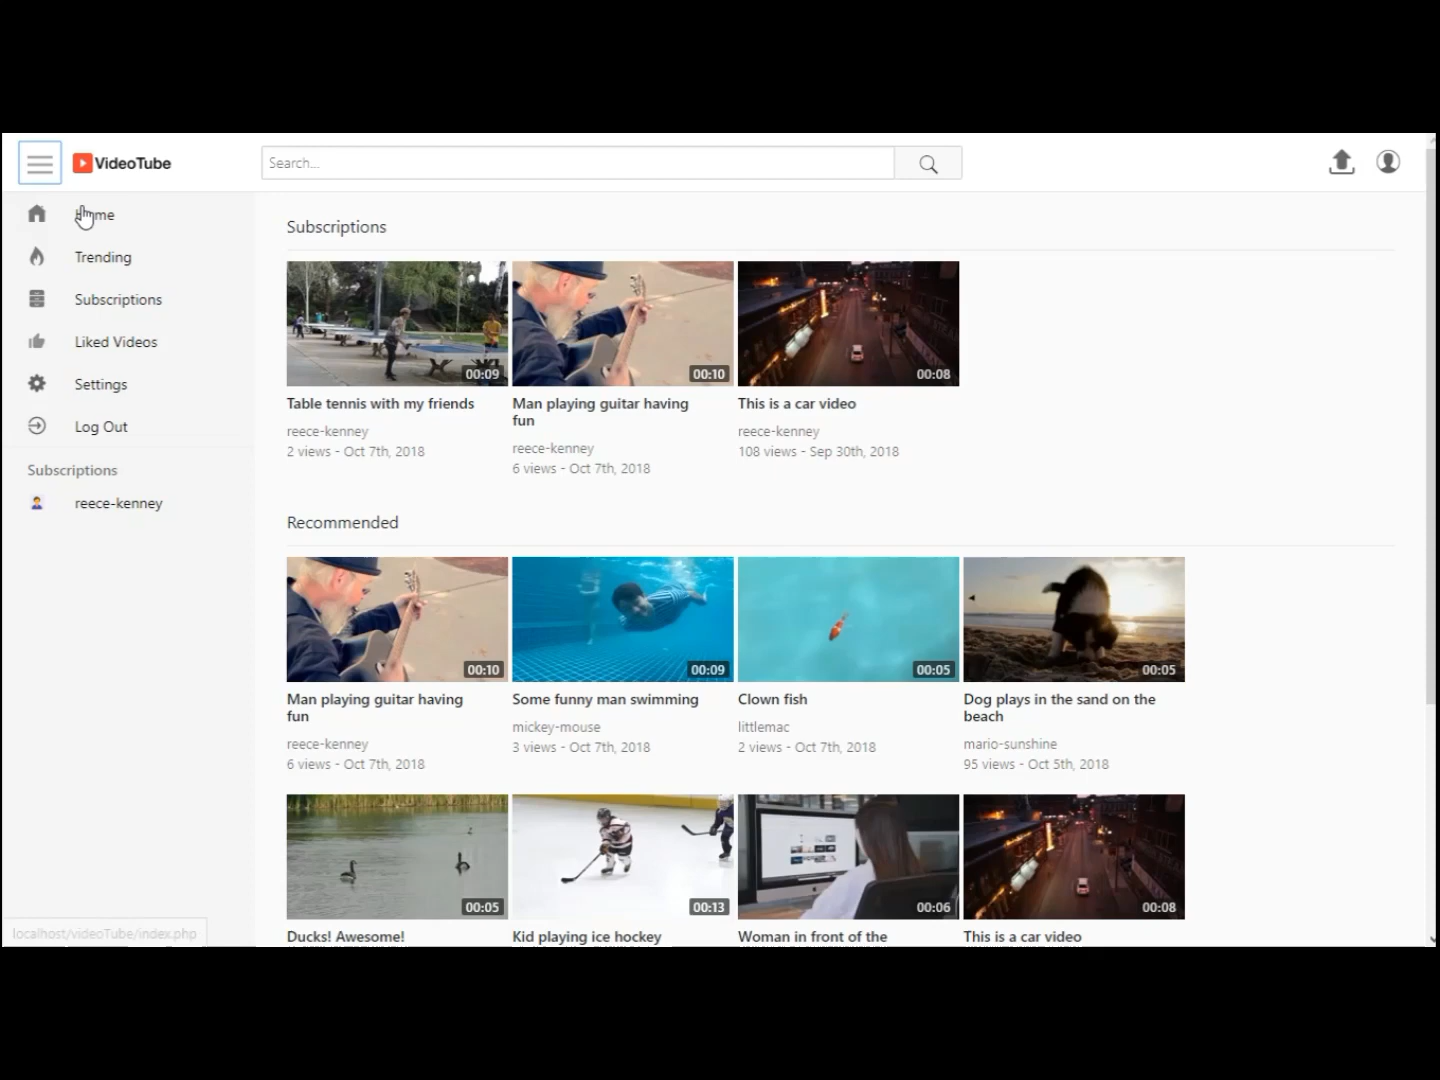 VideoTube
Search...
Home
Trending
Subscriptions
Liked Videos
Settings
Log Out
Subscriptions
reece-kenney
Subscriptions
00:09
00:10
00:08
Table tennis with my friends
reece-kenney
2 views - Oct 7th, 2018
Man playing guitar having
fun
reece-kenney
6 views - Oct 7th, 2018
This is a car video
reece-kenney
108 views - Sep 30th, 2018
Recommended
00:10
00:09
00:05
00:05
Man playing guitar having
fun
reece-kenney
6 views - Oct 7th, 2018
Some funny man swimming
mickey-mouse
3 views - Oct 7th, 2018
Clown fish
littlemac
2 views - Oct 7th, 2018
Dog plays in the sand on the
beach
mario-sunshine
95 views - Oct 5th, 2018
00:05
00:13
00:06
00:08
Ducks! Awesome!
Kid playing ice hockey
Woman in front of the
This is a car video
localhost/videoTube/index.php